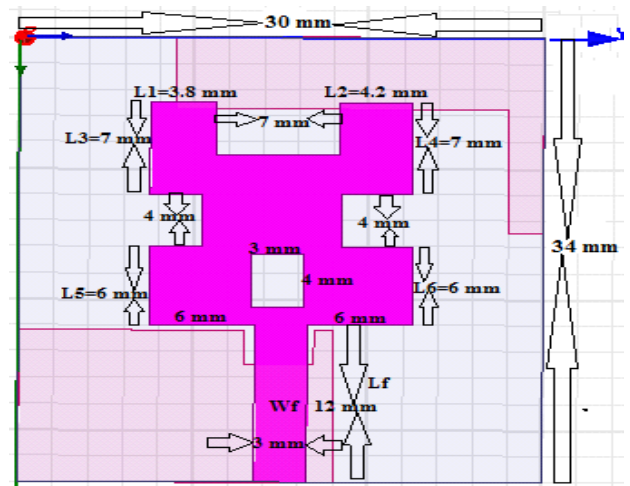 30 mm
L1=3.8 mm L2=4.2 mm
7 mm
L3=7 mm L4=7 mm
4 mm 4 mm
3 mm
34 mm
4 mm
L5=6 mm L6=6 mm
6 mm 6 mm
Lf
Wf 12 mm
3 mm